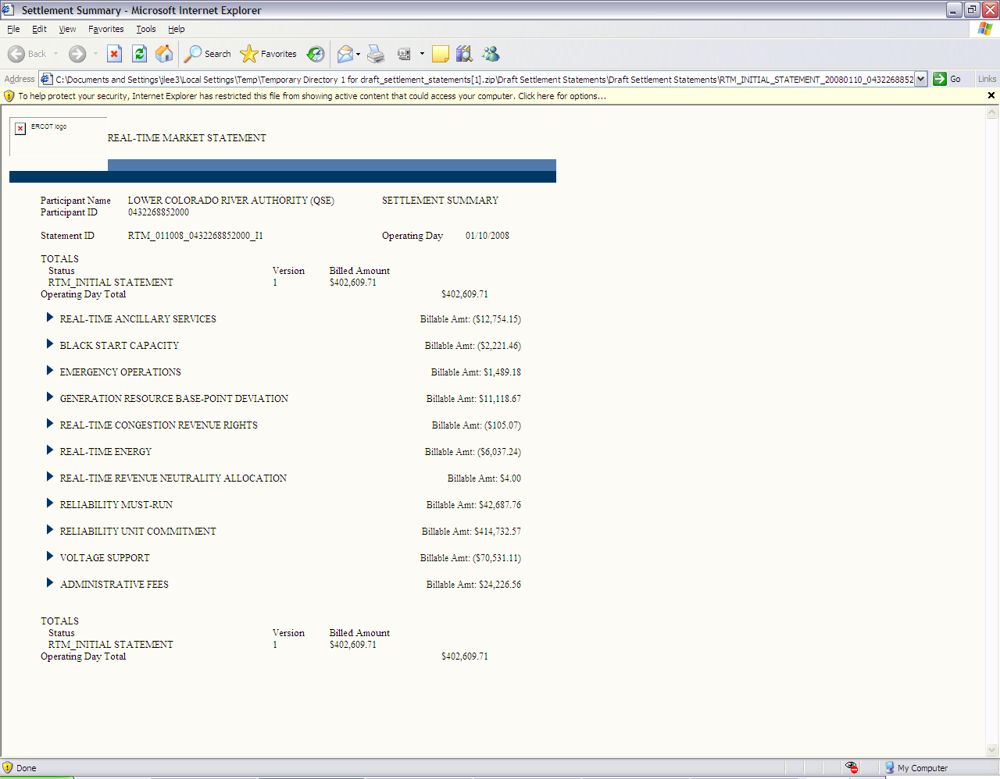 Settlement Summary - Microsoft Internet Explorer
File Edit View Favorites Tools Help
Back Search Favorites
Address C:\Documents and Settings\jlee3\Local Settings\Temp\Temporary Directory 1 for draft_settlement_statements[1].zip\Draft Settlement Statements\Draft Settlement Statements\RTM_INITIAL_STATEMENT_20080110_0432268852 Go Links
To help protect your security, Internet Explorer has restricted this file from showing active content that could access your computer. Click here for options...
ERCOT logo
REAL-TIME MARKET STATEMENT
Participant Name LOWER COLORADO RIVER AUTHORITY (QSE) SETTLEMENT SUMMARY
Participant ID 0432268852000
Statement ID RTM_011008_0432268852000_I1 Operating Day 01/10/2008
TOTALS
Status Version Billed Amount
RTM_INITIAL STATEMENT 1 $402,609.71
Operating Day Total $402,609.71
REAL-TIME ANCILLARY SERVICES Billable Amt: ($12,754.15)
BLACK START CAPACITY Billable Amt: ($2,221.46)
EMERGENCY OPERATIONS Billable Amt: $1,489.18
GENERATION RESOURCE BASE-POINT DEVIATION Billable Amt: $11,118.67
REAL-TIME CONGESTION REVENUE RIGHTS Billable Amt: ($105.07)
REAL-TIME ENERGY Billable Amt: ($6,037.24)
REAL-TIME REVENUE NEUTRALITY ALLOCATION Billable Amt: $4.00
RELIABILITY MUST-RUN Billable Amt: $42,687.76
RELIABILITY UNIT COMMITMENT Billable Amt: $414,732.57
VOLTAGE SUPPORT Billable Amt: ($70,531.11)
ADMINISTRATIVE FEES Billable Amt: $24,226.56
TOTALS
Status Version Billed Amount
RTM_INITIAL STATEMENT 1 $402,609.71
Operating Day Total $402,609.71
Done My Computer